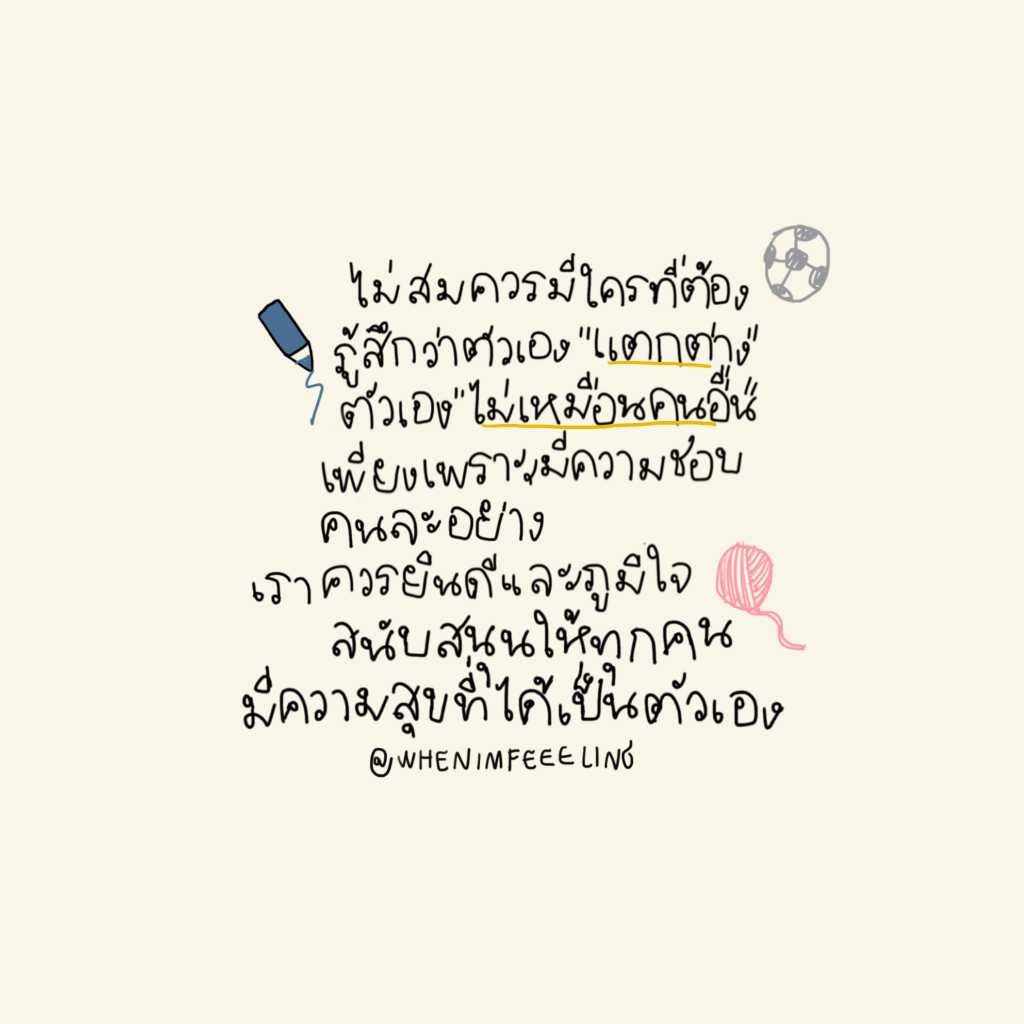 ไม่สมควรมีใครที่ต้อง
รู้สึกว่าตัวเอง "แตกต่าง"
ตัวเอง "ไม่เหมือนคนอื่น"
เพียงเพราะมีความชอบ
คนละอย่าง
เราควรยินดีและภูมิใจ
สนับสนุนให้ทุกคน
มีความสุขที่ได้เป็นตัวเอง
@WHENIMFEEELING